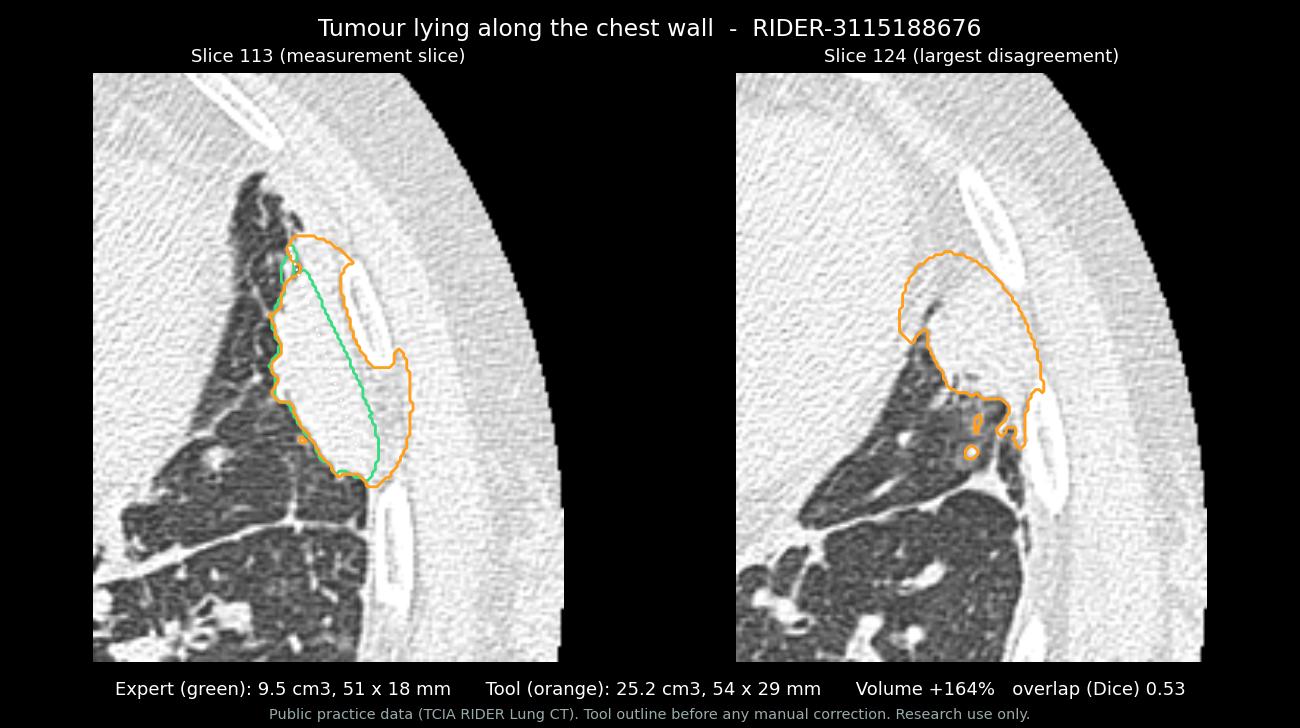 Tumour lying along the chest wall - RIDER-3115188676
Slice 113 (measurement slice)
Slice 124 (largest disagreement)
Expert (green): 9.5 cm3, 51 x 18 mm Tool (orange): 25.2 cm3, 54 x 29 mm Volume +164% overlap (Dice) 0.53
Public practice data (TCIA RIDER Lung CT). Tool outline before any manual correction. Research use only.